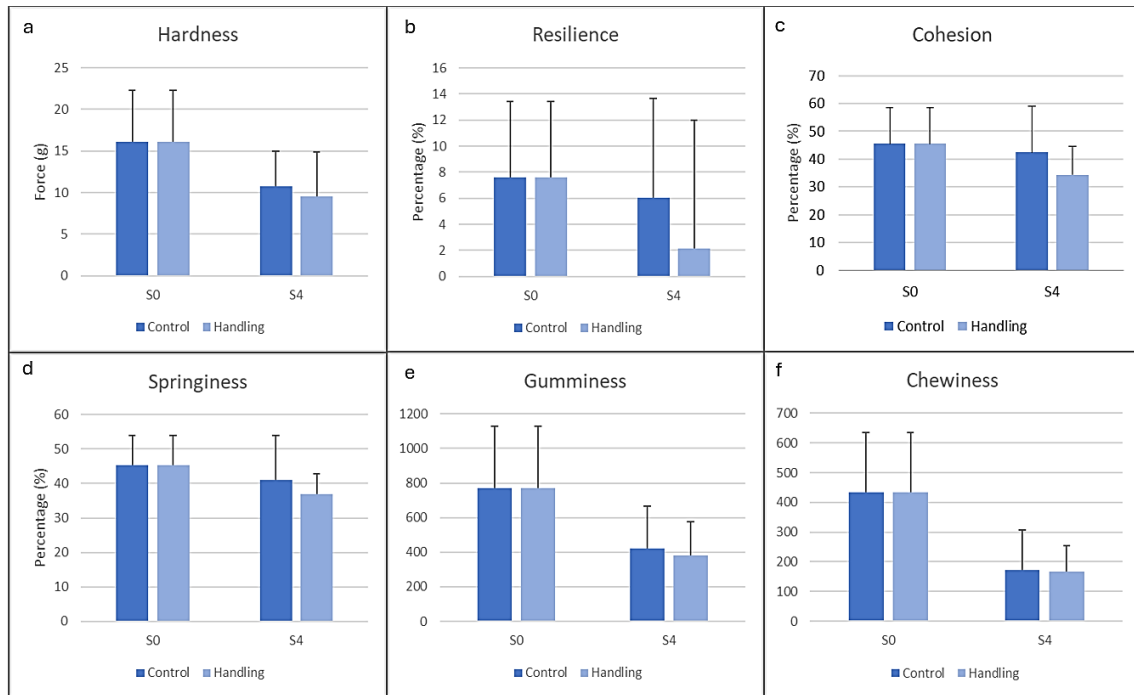 a
Hardness
Force (g)
25
20
15
10
5
0
S0 S4
Control Handling
b
Resilience
Percentage (%)
16
14
12
10
8
6
4
2
0
S0 S4
Control Handling
c
Cohesion
Percentage (%)
70
60
50
40
30
20
10
0
S0 S4
Control Handling
d
Springiness
Percentage (%)
60
50
40
30
20
10
0
S0 S4
Control Handling
e
Gumminess
1200
1000
800
600
400
200
0
S0 S4
Control Handling
f
Chewiness
700
600
500
400
300
200
100
0
S0 S4
Control Handling